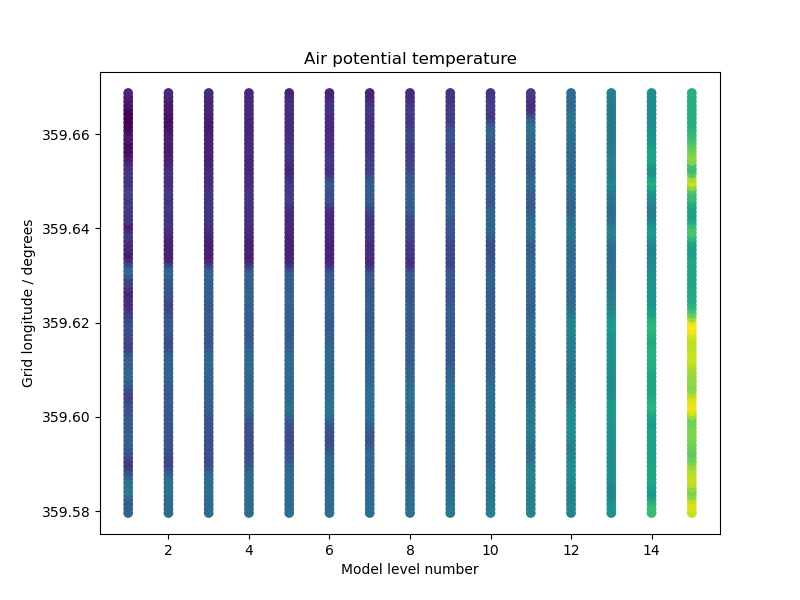 Air potential temperature
359.66
359.64
359.62
359.60
359.58
Grid longitude / degrees
2 4 6 8 10 12 14
Model level number